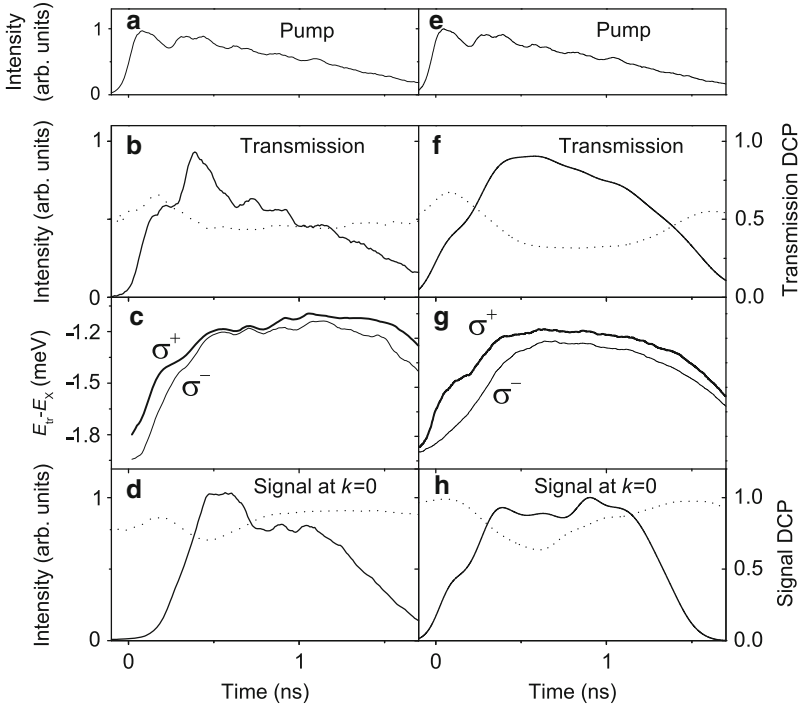 a
Pump
Intensity
(arb. units)
1
0
e
Pump
b
Transmission
Intensity (arb. units)
1
0
f
Transmission
Transmission DCP
1.0
0.5
0.0
c
σ+
σ−
Etr-EX (meV)
-1.2
-1.5
-1.8
g
σ+
σ−
d
Signal at k=0
Intensity (arb. units)
1
0
h
Signal at k=0
Signal DCP
1.0
0.5
0.0
0
1
Time (ns)
0
1
Time (ns)